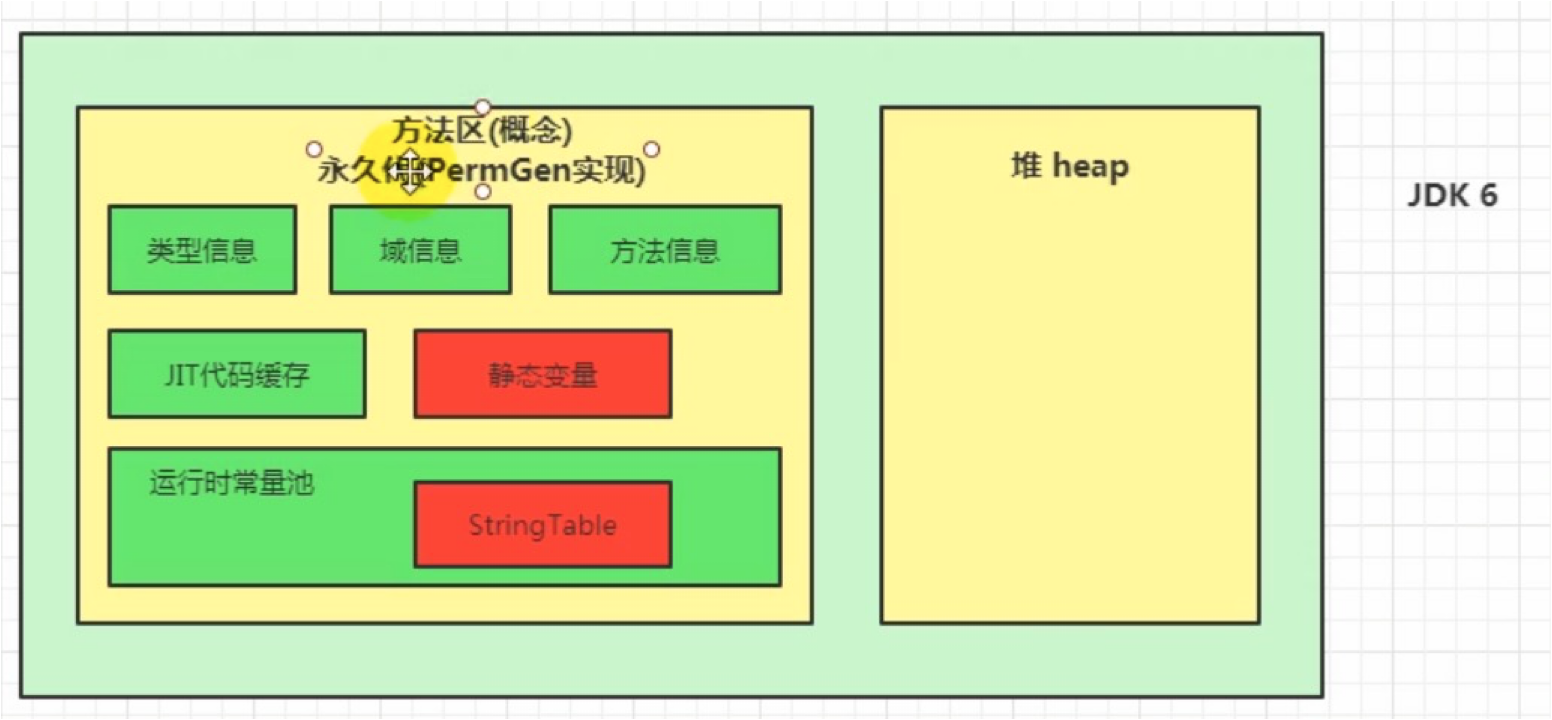 方法区(概念)
永久PermGen实现)
堆 heap
JDK 6
类型信息
域信息
方法信息
JIT代码缓存
静态变量
运行时常量池
StringTable